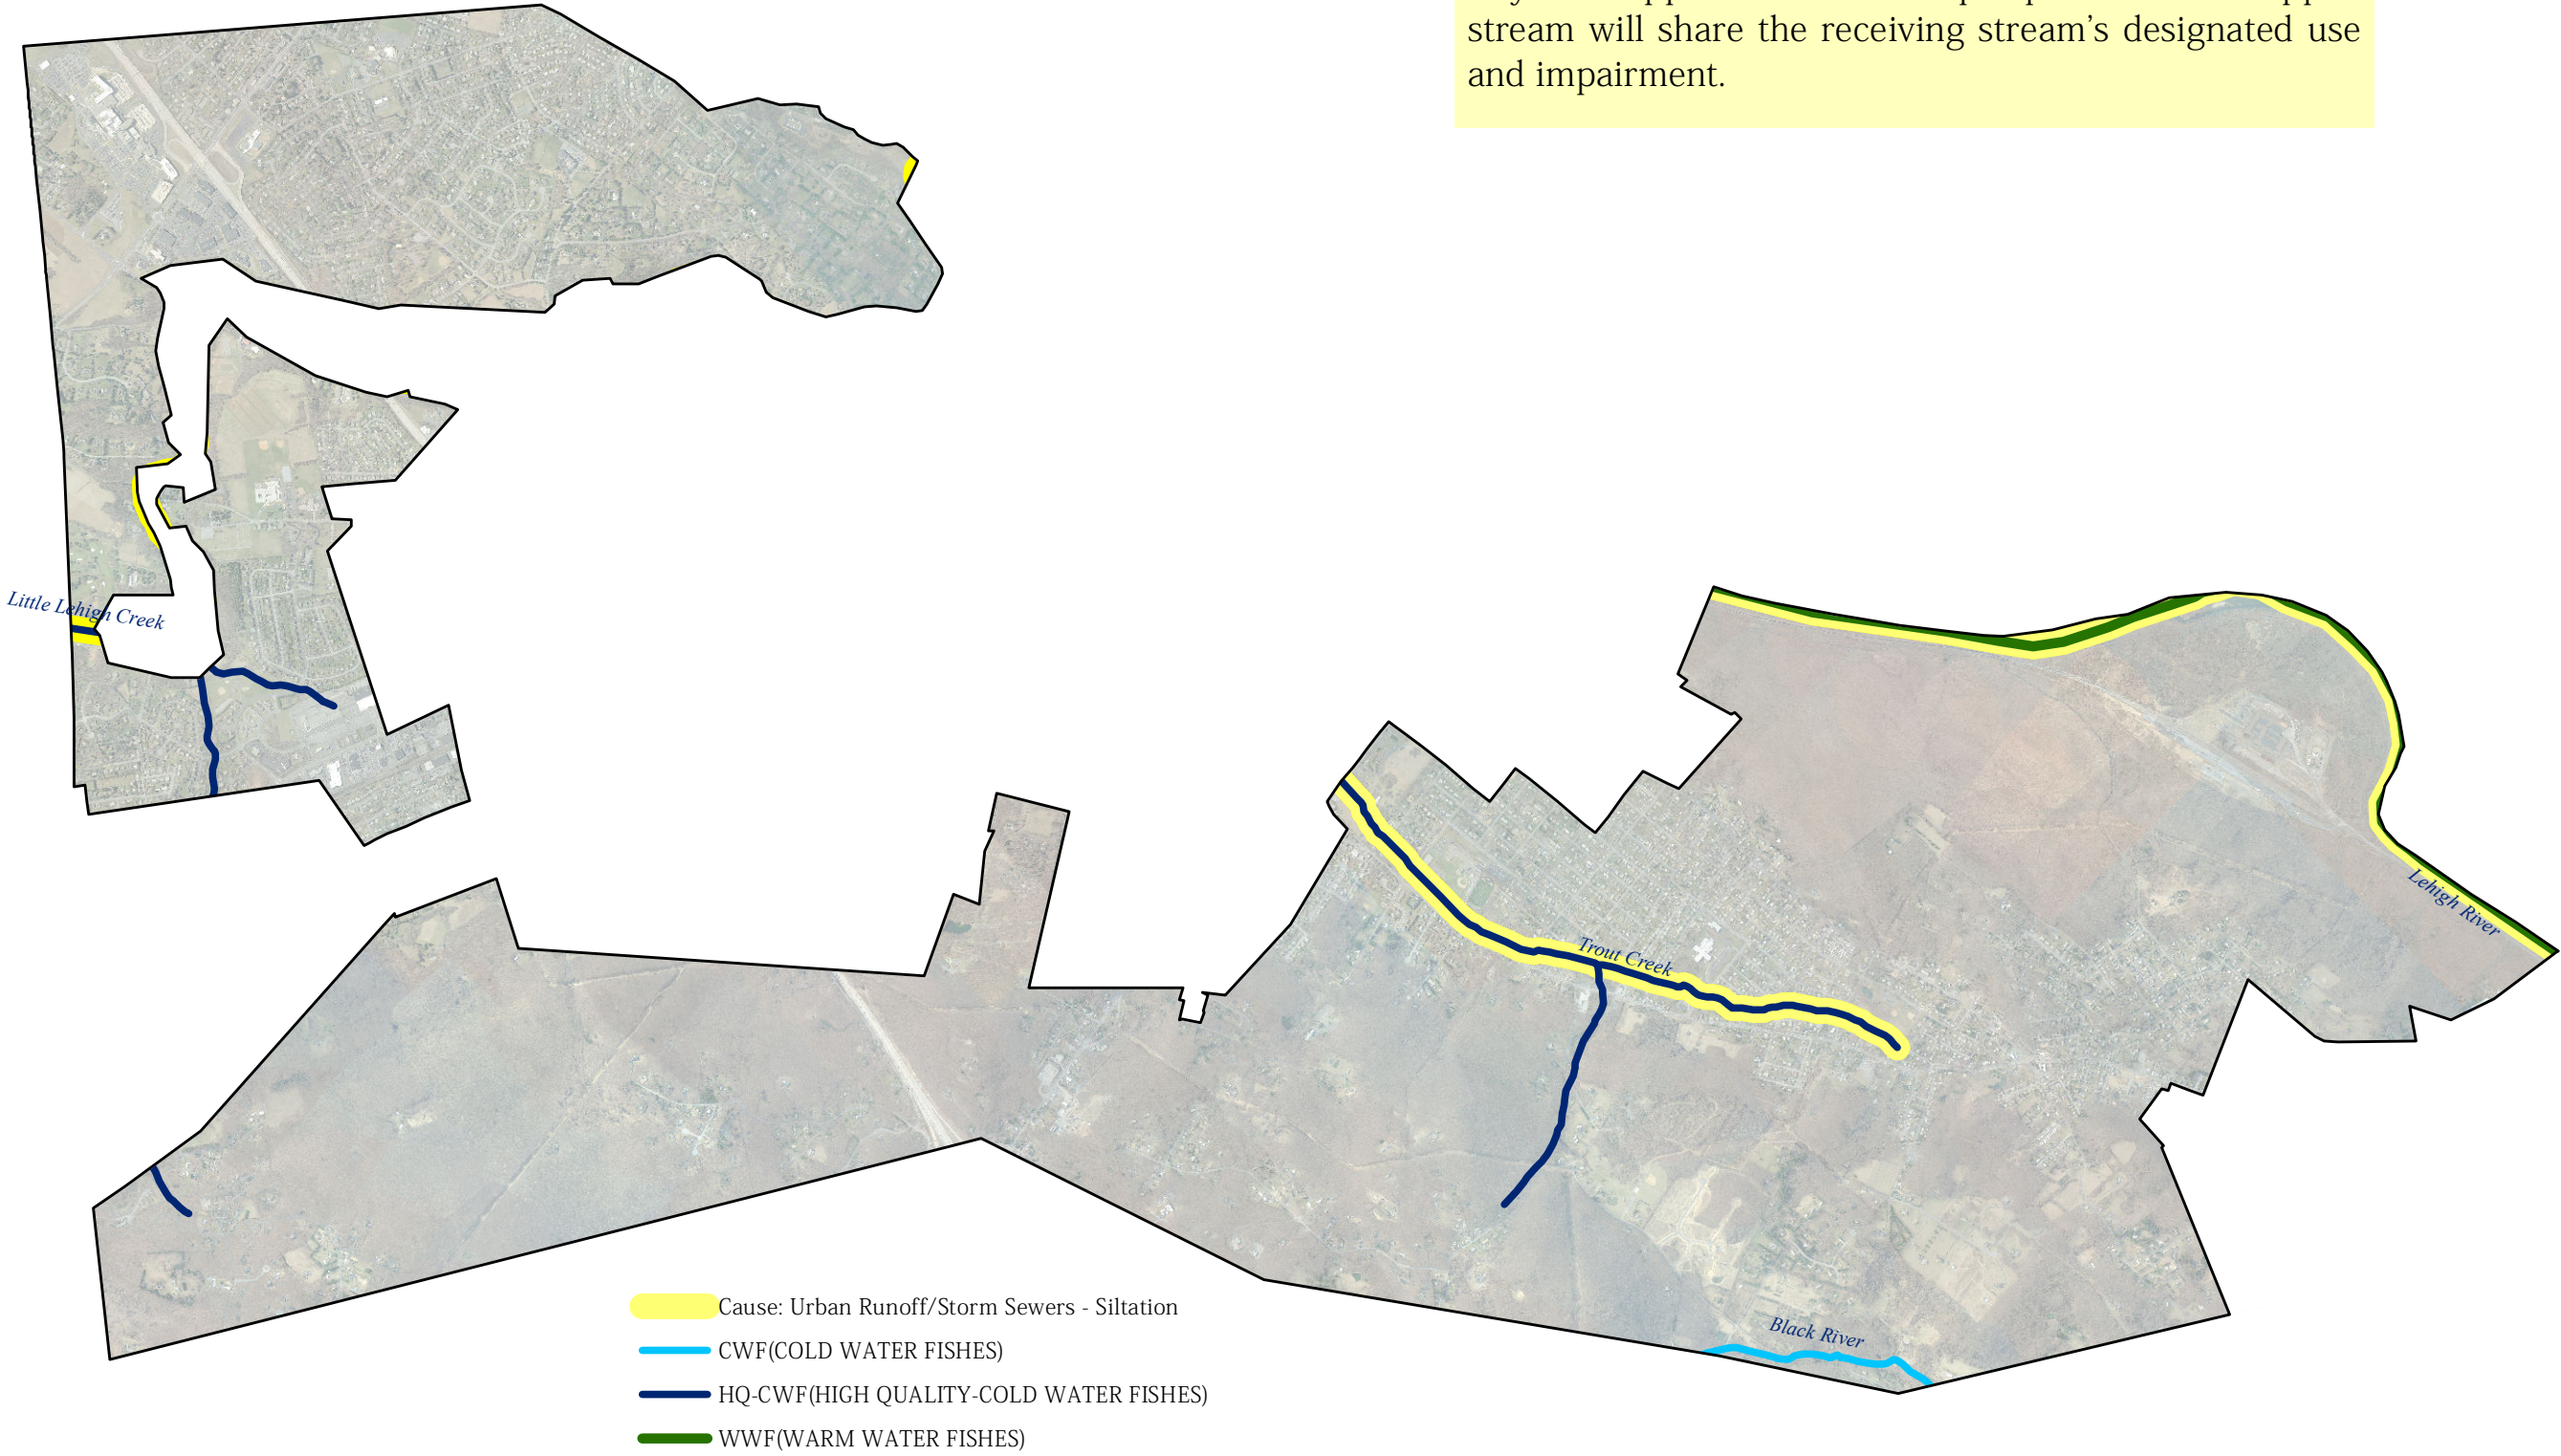 stream will share the receiving stream’s designated use
and impairment.
Little Lehigh Creek
Lehigh River
Trout Creek
Black River
Cause: Urban Runoff/Storm Sewers - Siltation
CWF(COLD WATER FISHES)
HQ-CWF(HIGH QUALITY-COLD WATER FISHES)
WWF(WARM WATER FISHES)